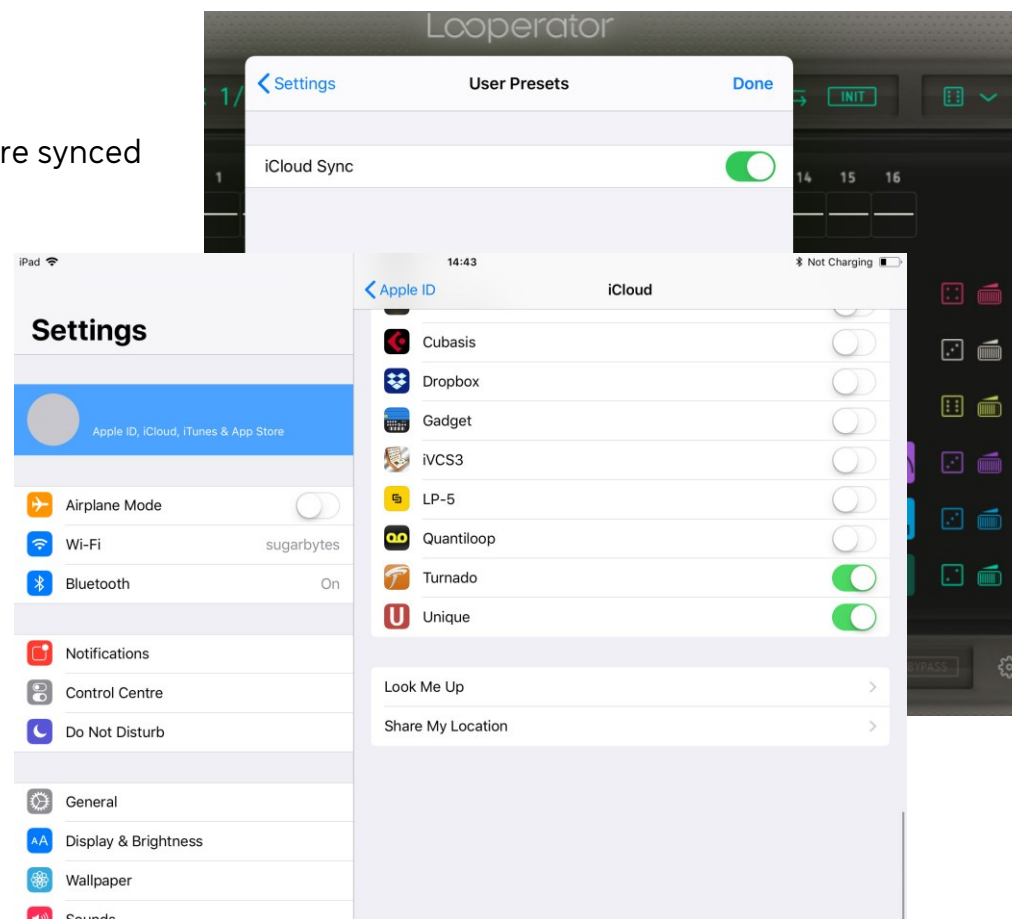 Looperator
Settings
User Presets
Done
1/
INIT
re synced
iCloud Sync
1
14 15 16
iPad
14:43
Not Charging
Apple ID
iCloud
Settings
Apple ID, iCloud, iTunes & App Store
Airplane Mode
Wi-Fi
sugarbytes
Bluetooth
On
Notifications
Control Centre
Do Not Disturb
General
AA
Display & Brightness
Wallpaper
Sounds
Cubasis
Dropbox
Gadget
iVCS3
LP-5
Quantiloop
Turnado
U
Unique
Look Me Up
Share My Location
BYPASS